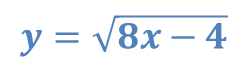 y = √8x − 4